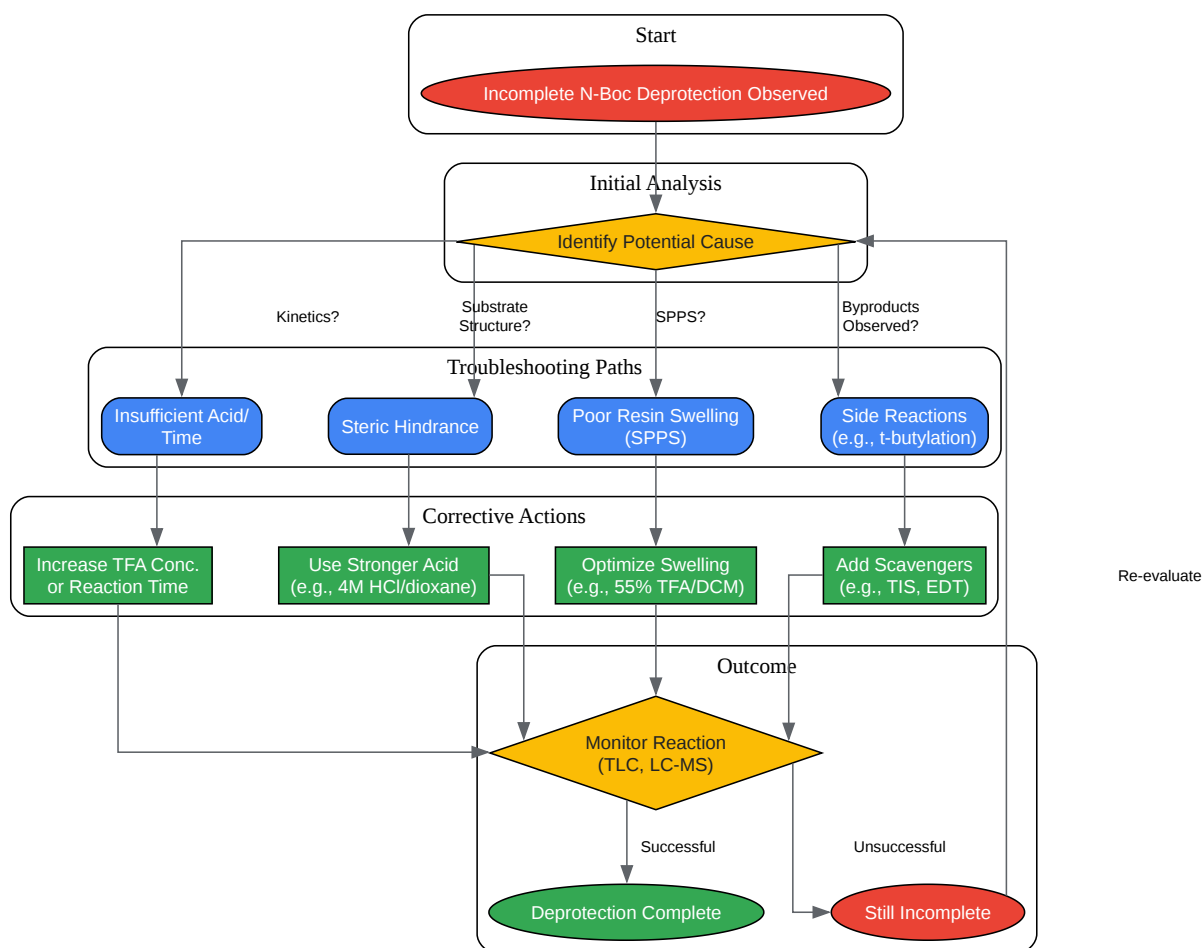 Start
Incomplete N-Boc Deprotection Observed
Initial Analysis
Identify Potential Cause
Kinetics?
Substrate
Structure?
SPPS?
Byproducts
Observed?
Troubleshooting Paths
Insufficient Acid/
Time
Steric Hindrance
Poor Resin Swelling
(SPPS)
Side Reactions
(e.g., t-butylation)
Corrective Actions
Increase TFA Conc.
or Reaction Time
Use Stronger Acid
(e.g., 4M HCl/dioxane)
Optimize Swelling
(e.g., 55% TFA/DCM)
Add Scavengers
(e.g., TIS, EDT)
Re-evaluate
Outcome
Monitor Reaction
(TLC, LC-MS)
Successful
Unsuccessful
Deprotection Complete
Still Incomplete